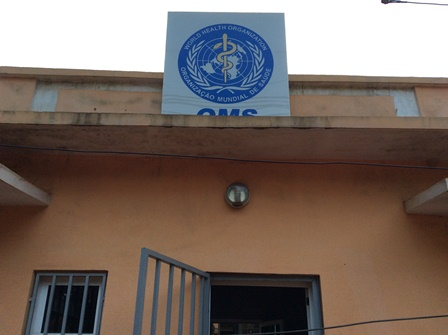 WORLD HEALTH ORGANIZATION
ORGANIZAÇÃO MUNDIAL DE SAÚDE
OMS